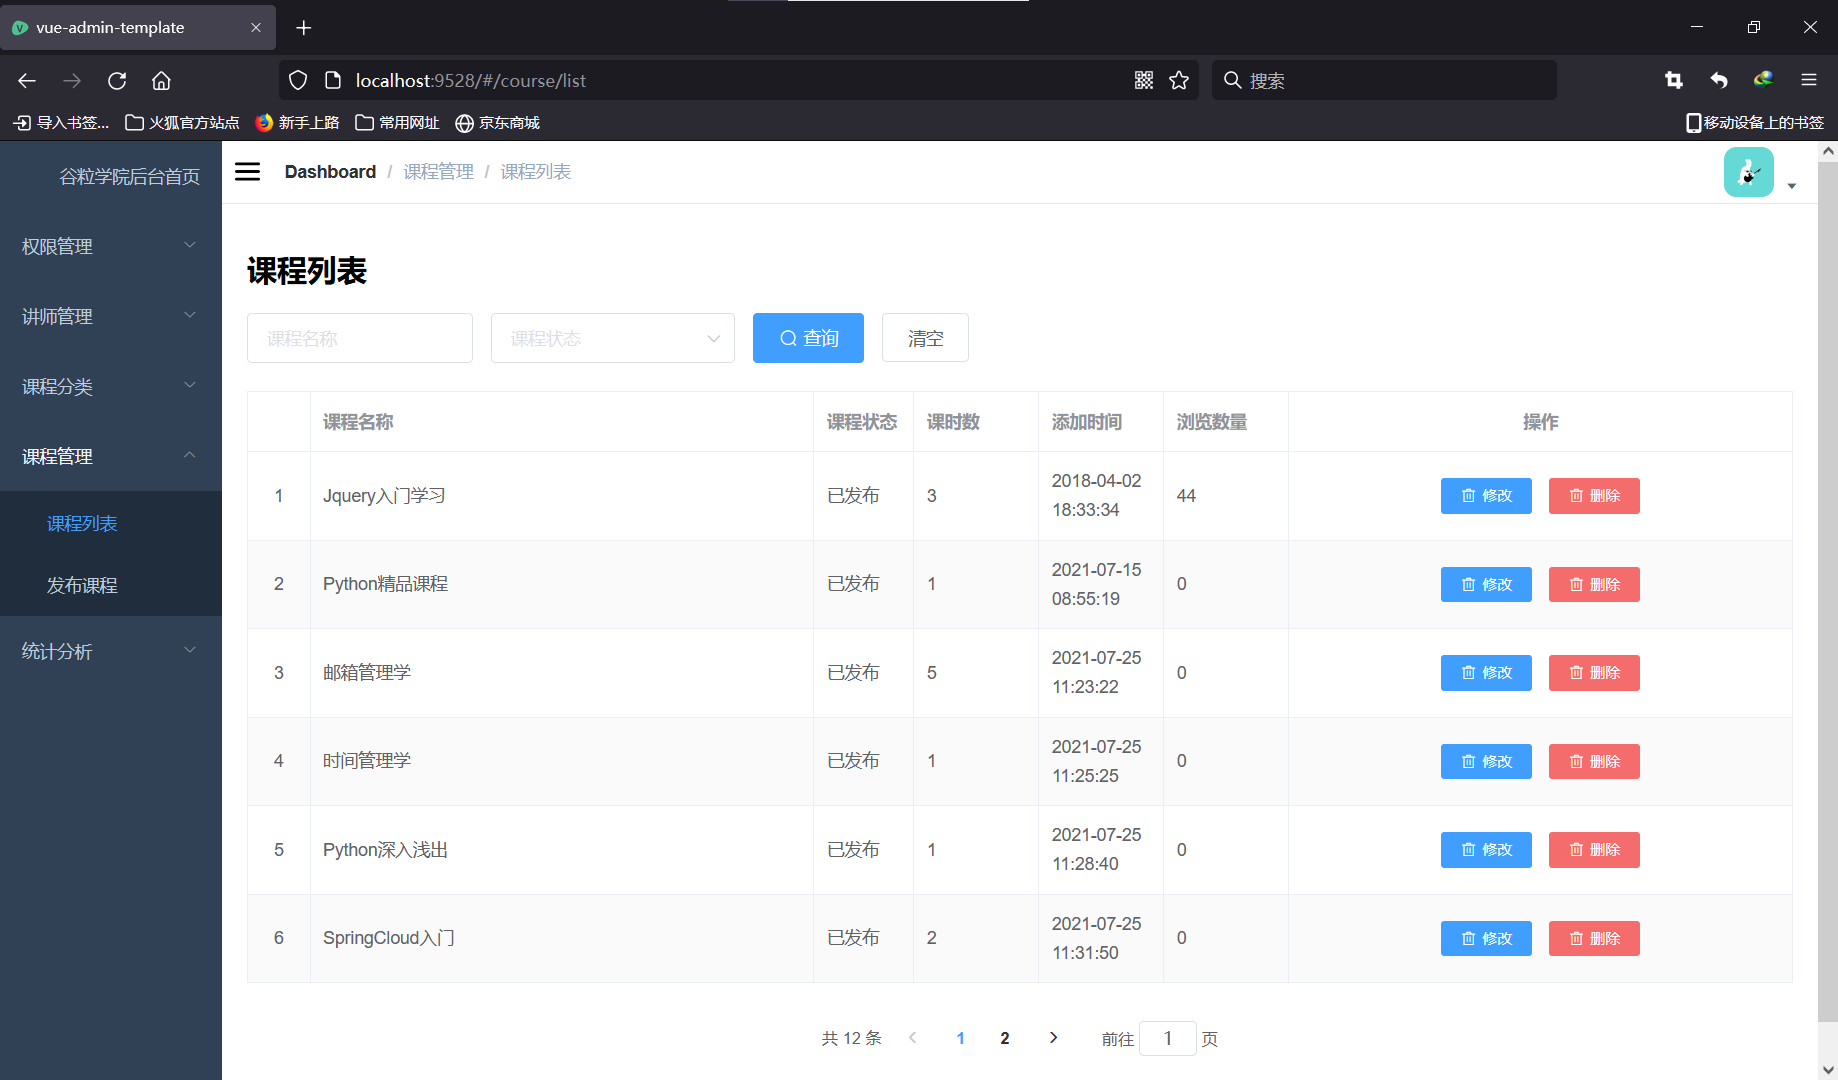 vue-admin-template
localhost:9528/#/course/list
搜索
导入书签...
火狐官方站点
新手上路
常用网址
京东商城
移动设备上的书签
谷粒学院后台首页
权限管理
讲师管理
课程分类
课程管理
课程列表
发布课程
统计分析
Dashboard / 课程管理 / 课程列表
课程列表
课程名称
课程状态
查询
清空
课程名称 课程状态 课时数 添加时间 浏览数量 操作
1 Jquery入门学习 已发布 3 2018-04-02 18:33:34 44 修改 删除
2 Python精品课程 已发布 1 2021-07-15 08:55:19 0 修改 删除
3 邮箱管理学 已发布 5 2021-07-25 11:23:22 0 修改 删除
4 时间管理学 已发布 1 2021-07-25 11:25:25 0 修改 删除
5 Python深入浅出 已发布 1 2021-07-25 11:28:40 0 修改 删除
6 SpringCloud入门 已发布 2 2021-07-25 11:31:50 0 修改 删除
共 12 条 1 2 前往 1 页